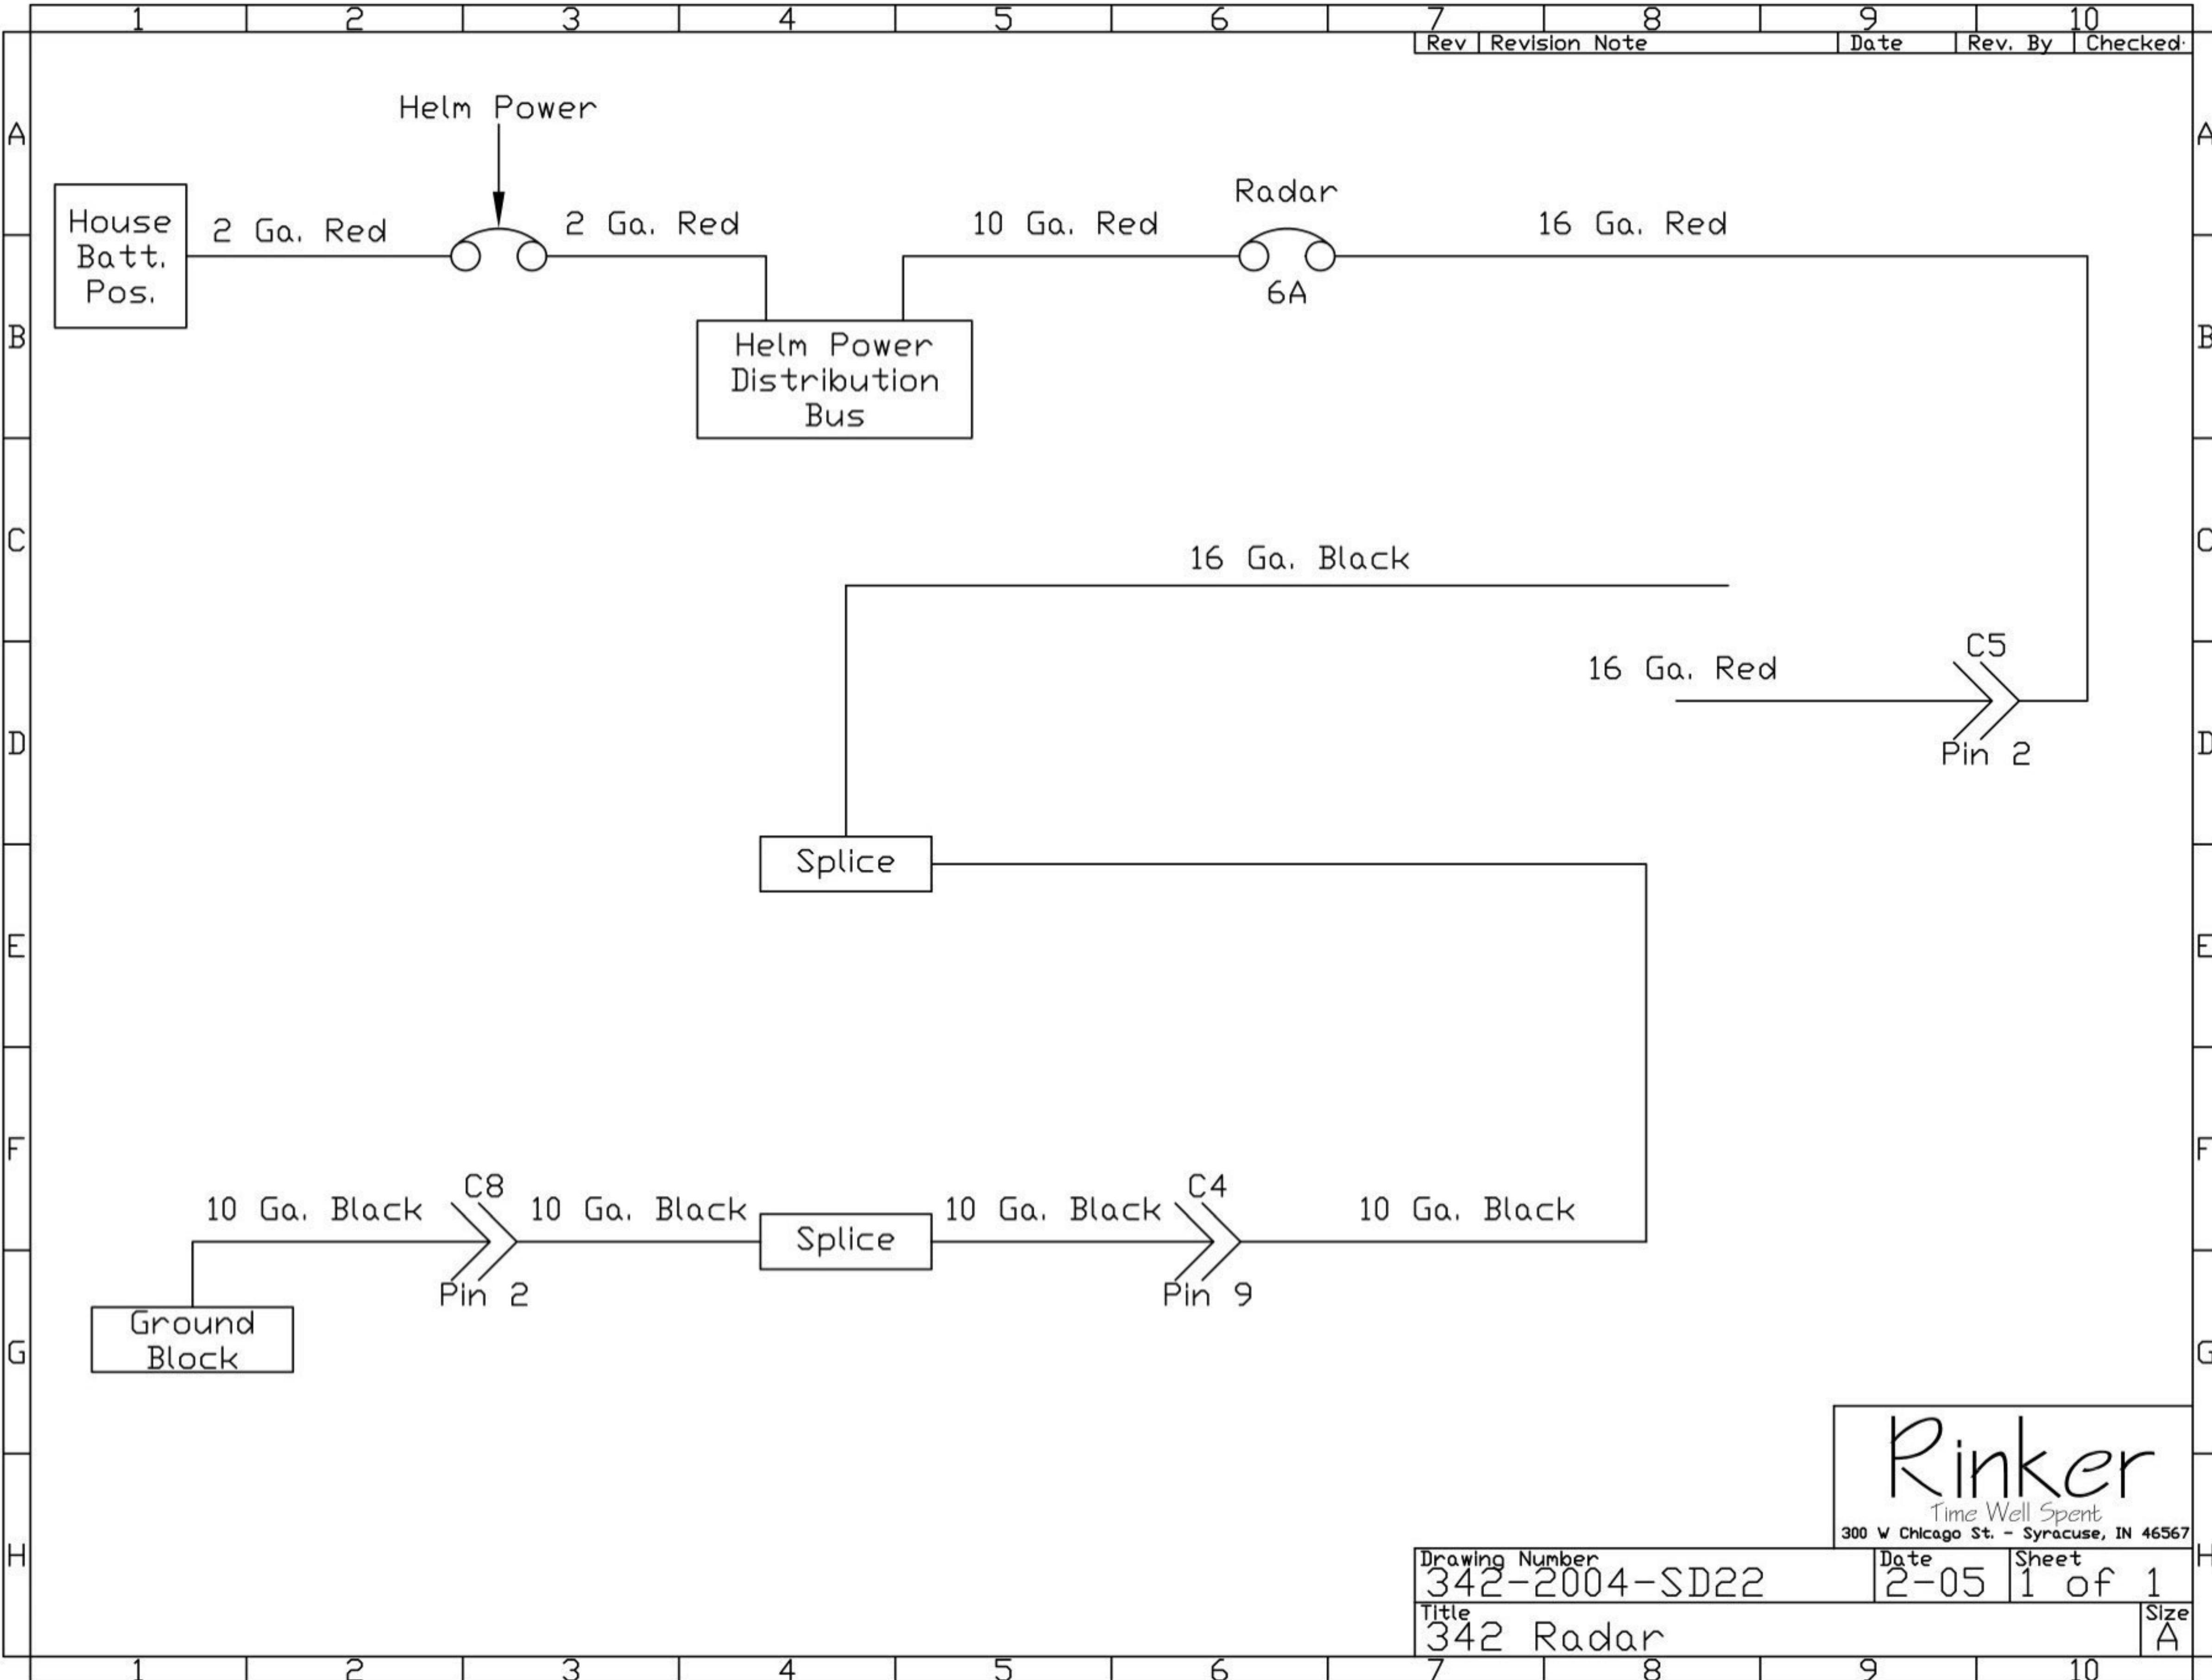 1 2 3 4 5 6 7 8 9 10
Rev Revision Note Date Rev. By Checked
Helm Power
A A
Radar
House
Batt.
Pos.
2 Ga. Red 2 Ga. Red 10 Ga. Red 16 Ga. Red
6A
B B
Helm Power
Distribution
Bus
C C
16 Ga. Black
C5
16 Ga. Red
D D
Pin 2
Splice
E E
F F
C8 C4
10 Ga. Black 10 Ga. Black 10 Ga. Black 10 Ga. Black
Splice
Pin 2 Pin 9
Ground
Block
G G
Rinker
Time Well Spent
300 W Chicago St. - Syracuse, IN 46567
H H
Drawing Number Date Sheet
342-2004-SD22 2-05 1 of 1
Title Size
342 Radar A
1 2 3 4 5 6 7 8 9 10